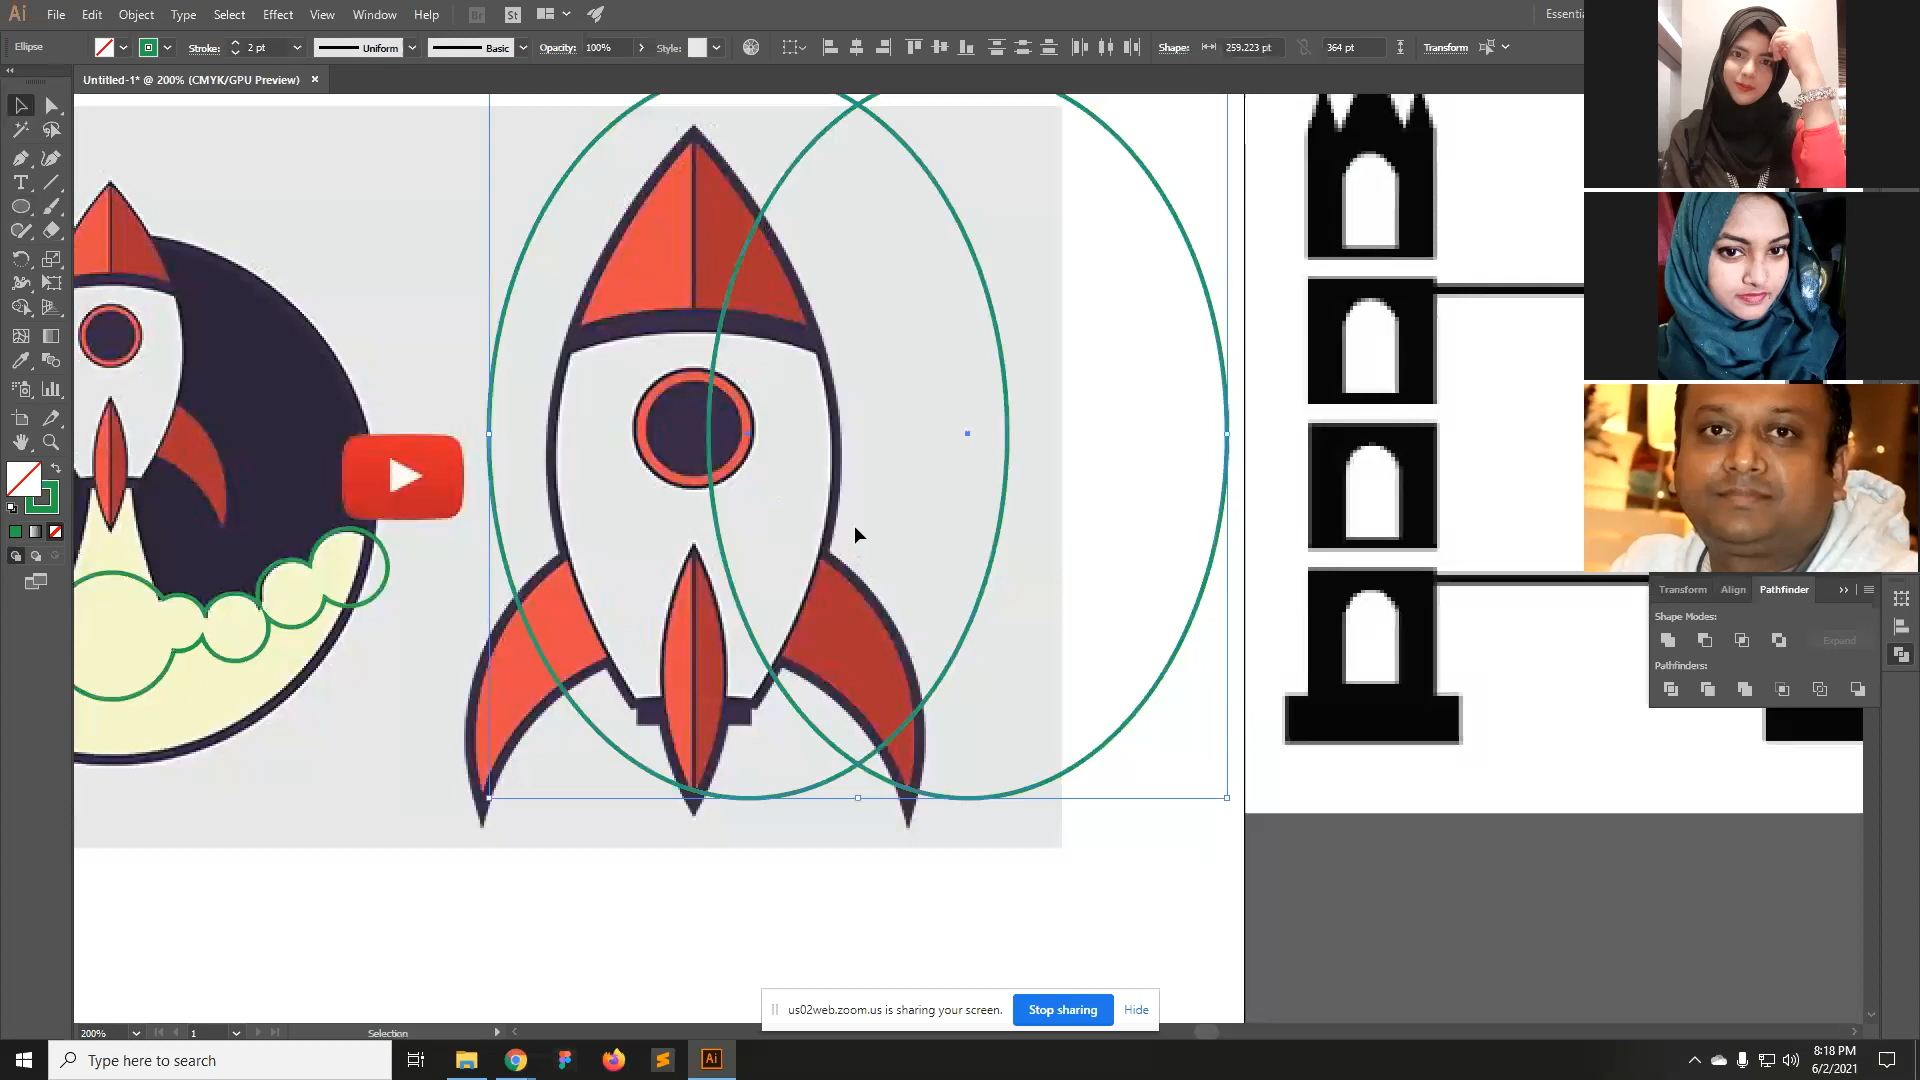 Ai File Edit Object Type Select Effect View Window Help Br St Essentia
Ellipse Stroke: 2 pt Uniform Basic Opacity: 100% Style: Shape: 259.223 pt 364 pt Transform
Untitled-1* @ 200% (CMYK/GPU Preview) ×
T
Transform Align Pathfinder
Shape Modes:
Expand
Pathfinders:
us02web.zoom.us is sharing your screen. Stop sharing Hide
200% 1 Selection
Type here to search Ai 8:18 PM
6/2/2021